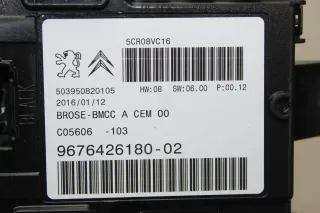 5CR08VC16
503950820105 HW:08 SW:06.00 P:00.12
2016/01/12
BROSE-BMCC A CEM 00
C05606 -103
9676426180-02
BLACK